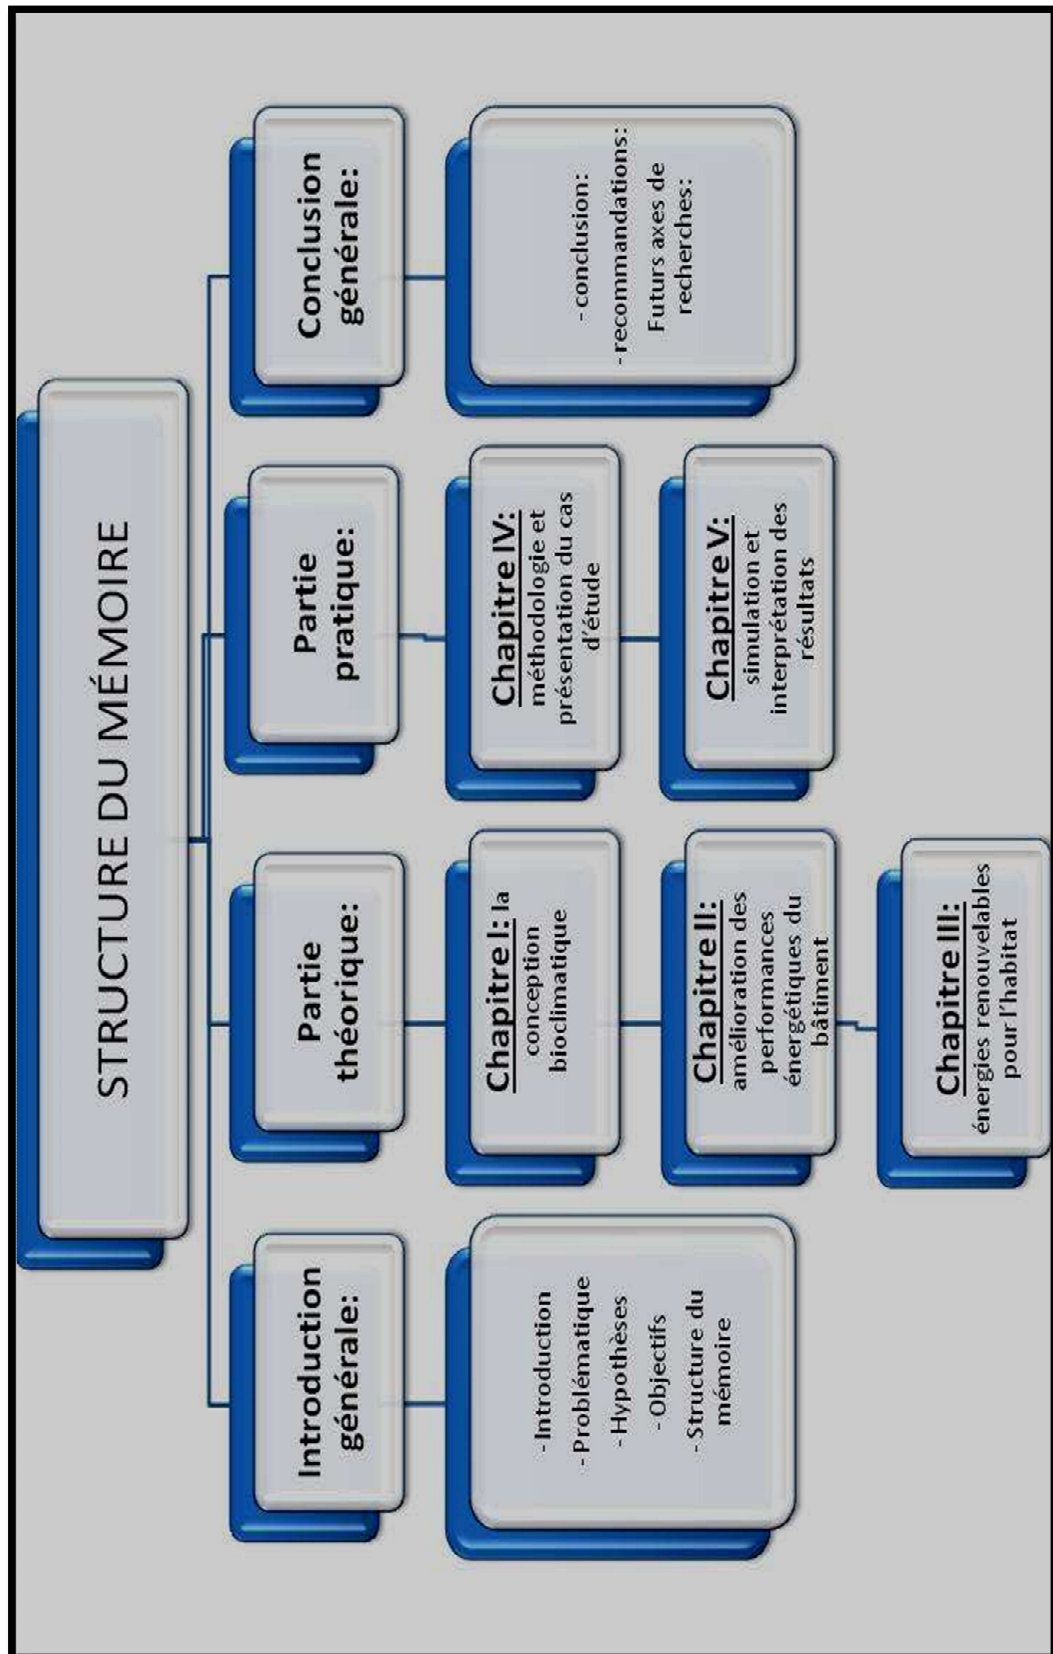 STRUCTURE DU MÉMOIRE
Introduction
générale:
- Introduction
- Problématique
- Hypothèses
- Objectifs
- Structure du
mémoire
Partie
théorique:
Chapitre I: la
conception
bioclimatique
Chapitre II:
amélioration des
performances
énergétiques du
bâtiment
Chapitre III:
énergies renouvelables
pour l'habitat
Partie
pratique:
Chapitre IV:
méthodologie et
présentation du cas
d'étude
Chapitre V:
simulation et
interprétation des
résultats
Conclusion
générale:
- conclusion:
- recommandations:
Futurs axes de
recherches: